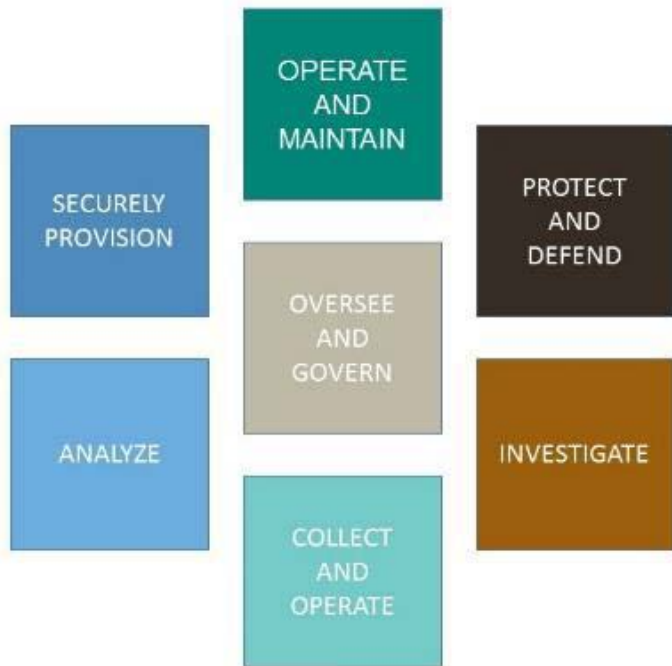 OPERATE
AND
MAINTAIN
SECURELY
PROVISION
PROTECT
AND
DEFEND
OVERSEE
AND
GOVERN
ANALYZE
INVESTIGATE
COLLECT
AND
OPERATE